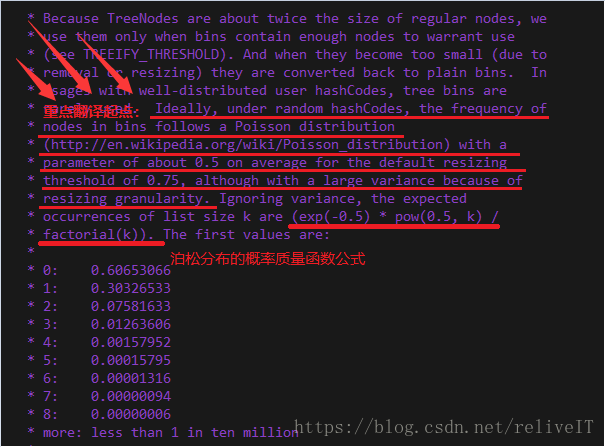 * Because TreeNodes are about twice the size of regular nodes, we
* use them only when bins contain enough nodes to warrant use
* (see TREEIFY_THRESHOLD). And when they become too small (due to
* removal or resizing) they are converted back to plain bins. In
* usages with well-distributed user hashCodes, tree bins are
重点翻译起点: Ideally, under random hashCodes, the frequency of
* nodes in bins follows a Poisson distribution
* (http://en.wikipedia.org/wiki/Poisson_distribution) with a
* parameter of about 0.5 on average for the default resizing
* threshold of 0.75, although with a large variance because of
* resizing granularity. Ignoring variance, the expected
* occurrences of list size k are (exp(-0.5) * pow(0.5, k) /
* factorial(k)). The first values are:
*
泊松分布的概率质量函数公式
* 0: 0.60653066
* 1: 0.30326533
* 2: 0.07581633
* 3: 0.01263606
* 4: 0.00157952
* 5: 0.00015795
* 6: 0.00001316
* 7: 0.00000094
* 8: 0.00000006
* more: less than 1 in ten million
https://blog.csdn.net/reliveIT